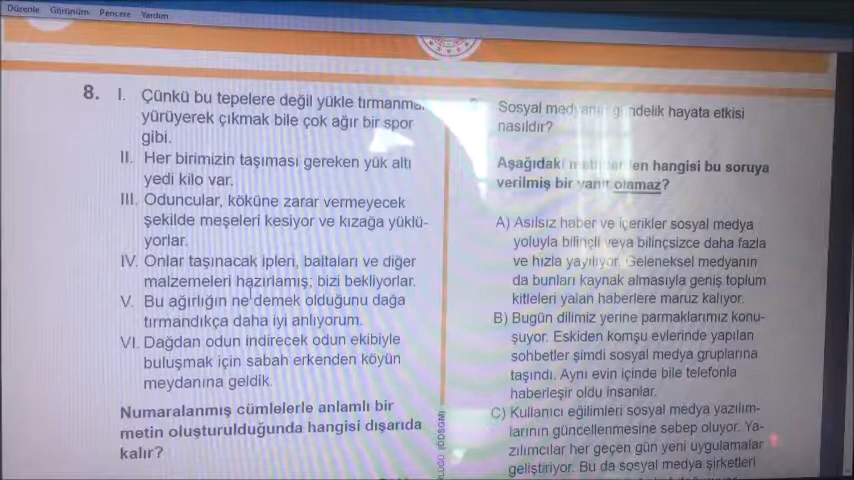 Düzenle Görünüm Pencere Yardım
8. I. Çünkü bu tepelere değil yükle tırmanma,
yürüyerek çıkmak bile çok ağır bir spor
gibi.
II. Her birimizin taşıması gereken yük altı
yedi kilo var.
III. Oduncular, köküne zarar vermeyecek
şekilde meşeleri kesiyor ve kızağa yüklü-
yorlar.
IV. Onlar taşınacak ipleri, baltaları ve diğer
malzemeleri hazırlamış; bizi bekliyorlar.
V. Bu ağırlığın ne demek olduğunu dağa
tırmandıkça daha iyi anlıyorum.
VI. Dağdan odun indirecek odun ekibiyle
buluşmak için sabah erkenden köyün
meydanına geldik.
Numaralanmış cümlelerle anlamlı bir
metin oluşturulduğunda hangisi dışarıda
kalır?
(ÖDSGM)
Sosyal medyanın gündelik hayata etkisi
nasıldır?
Aşağıdaki metinlerden hangisi bu soruya
verilmiş bir yanıt olamaz?
A) Asılsız haber ve içerikler sosyal medya
yoluyla bilinçli veya bilinçsizce daha fazla
ve hızla yayılıyor. Geleneksel medyanın
da bunları kaynak almasıyla geniş toplum
kitleleri yalan haberlere maruz kalıyor.
B) Bugün dilimiz yerine parmaklarımız konu-
şuyor. Eskiden komşu evlerinde yapılan
sohbetler şimdi sosyal medya gruplarına
taşındı. Aynı evin içinde bile telefonla
haberleşir oldu insanlar.
C) Kullanıcı eğilimleri sosyal medya yazılım-
larının güncellenmesine sebep oluyor. Ya-
zılımcılar her geçen gün yeni uygulamalar
geliştiriyor. Bu da sosyal medya şirketleri